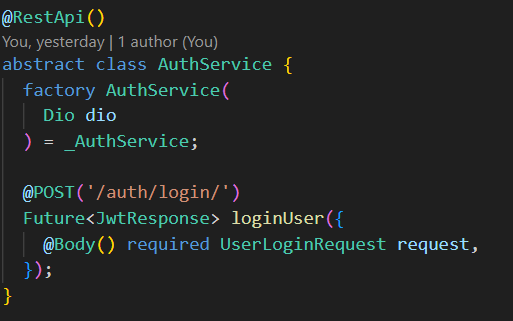 @RestApi()
You, yesterday | 1 author (You)
abstract class AuthService {
  factory AuthService(
    Dio dio
  ) = _AuthService;

  @POST('/auth/login/')
  Future<JwtResponse> loginUser({
    @Body() required UserLoginRequest request,
  });
}